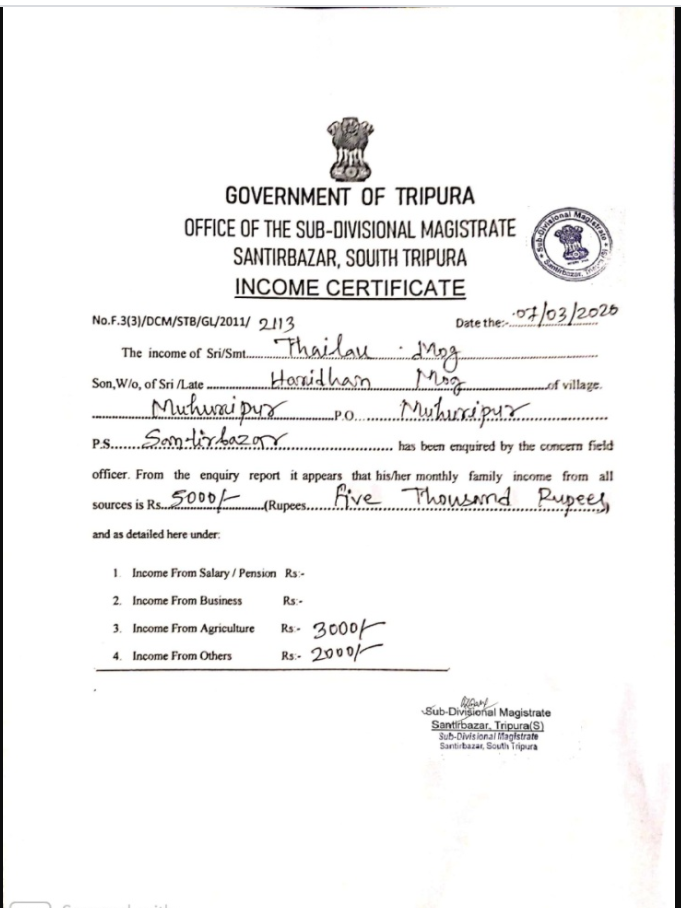 GOVERNMENT OF TRIPURA
OFFICE OF THE SUB-DIVISIONAL MAGISTRATE
SANTIRBAZAR, SOUITH TRIPURA
INCOME CERTIFICATE
Sub-Divisional Magistrate
Santirbazar, Tripura(S)
No.F.3(3)/DCM/STB/GL/2011/ 2113 Date the:-........07/03/2020
The income of Sri/Smt........Thailau Mog........
Son,W/o, of Sri /Late ........Haridhan Mog........of village.
........Muhuripur........P.O........Muhuripur........
P.S........Santirbazar........ has been enquired by the concern field
officer. From the enquiry report it appears that his/her monthly family income from all
sources is Rs...5000/-......(Rupees.......Five Thousand Rupees,
and as detailed here under:
1. Income From Salary / Pension Rs:-
2. Income From Business Rs:-
3. Income From Agriculture Rs:- 3000/-
4. Income From Others Rs:- 2000/-
Sub-Divisional Magistrate
Santirbazar, Tripura(S)
Sub-Divisional Magistrate
Santirbazar, South Tripura